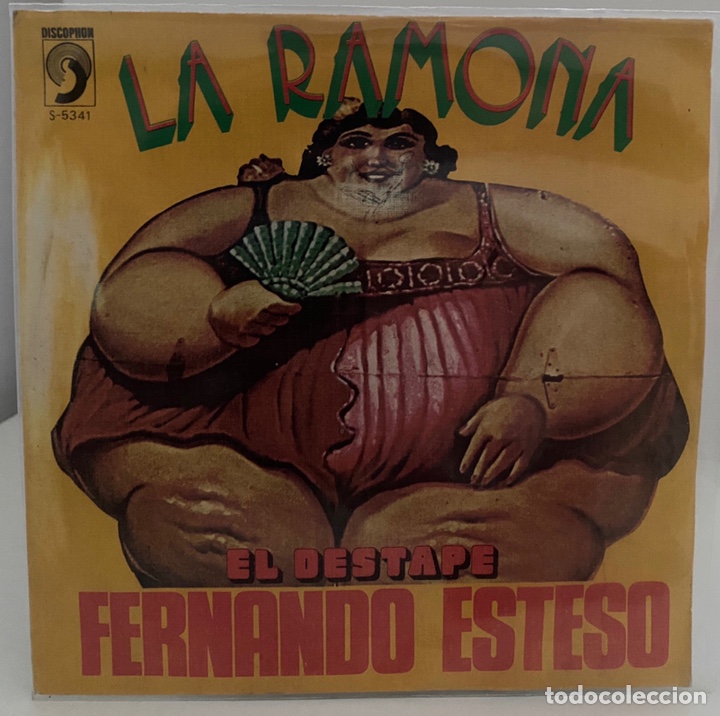 DISCOPHON
S-5341
LA RAMONA
EL DESTAPE
FERNANDO ESTESO
todocoleccion